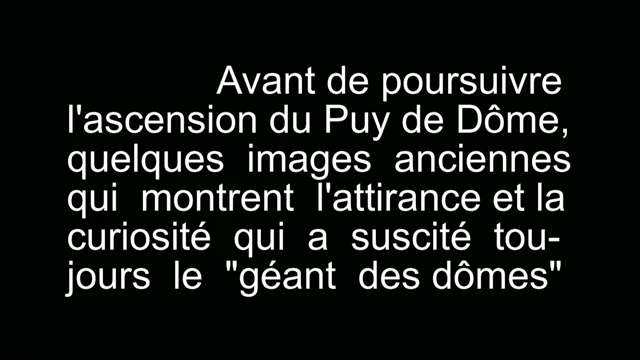 Avant de poursuivre
l'ascension du Puy de Dôme,
quelques images anciennes
qui montrent l'attirance et la
curiosité qui a suscité tou-
jours le "géant des dômes"